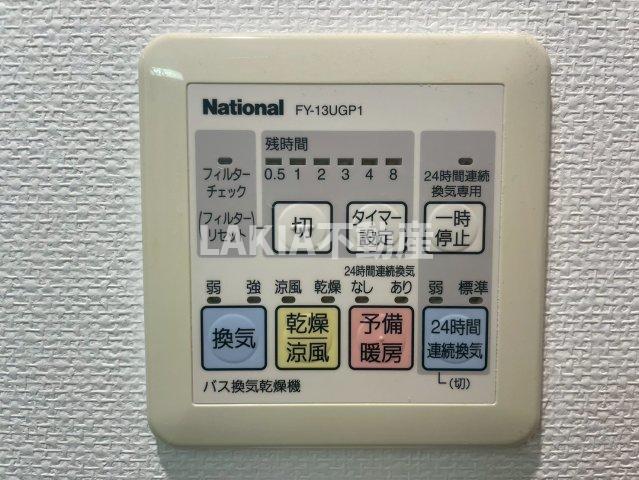 National FY-13UGP1
残時間
0.5 1 2 3 4 8
フィルター
チェック
(フィルター)
リセット
切
タイマー
設定
24時間連続
換気専用
一時
停止
LAKIA不動産
弱 強 涼風 乾燥
24時間連続換気
なし あり
弱 標準
換気
乾燥
涼風
予備
暖房
24時間
連続換気
(切)
バス換気乾燥機